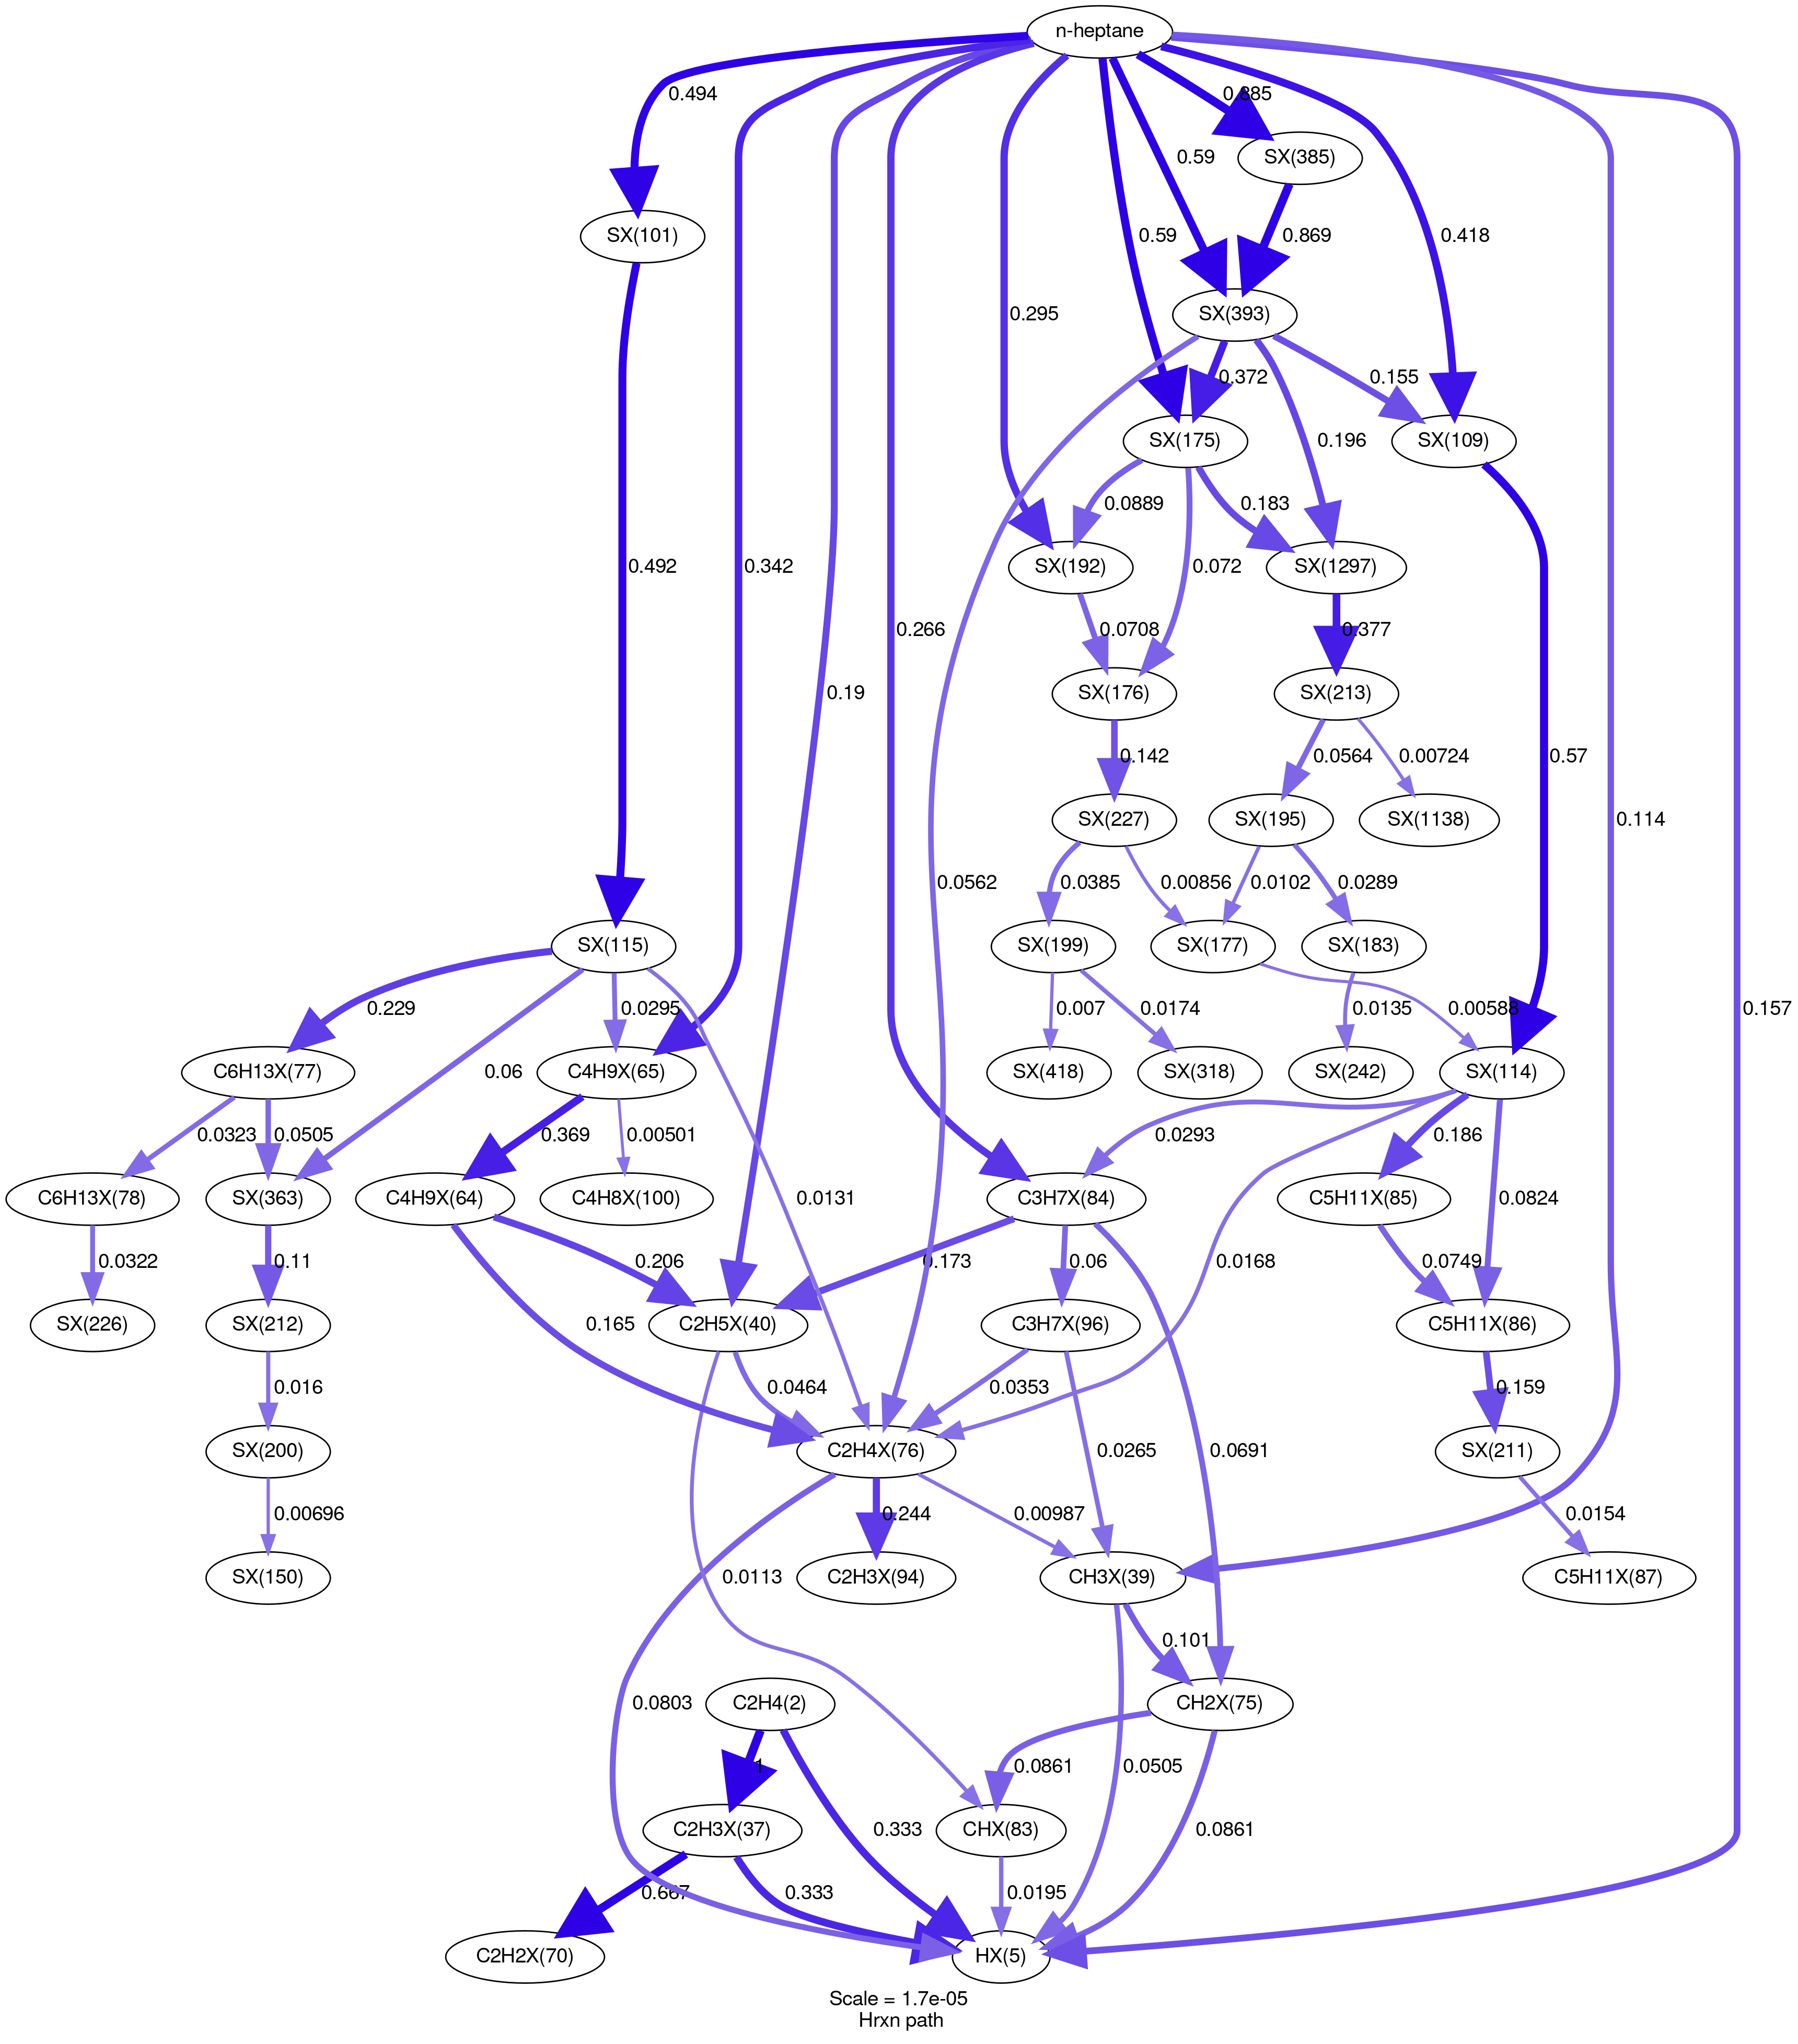 n-heptane
0.494
0.885
0.59
SX(385)
SX(101)
0.59
0.869
0.418
0.295
SX(393)
0.372
0.155
SX(175)
SX(109)
0.196
0.0889
0.183
0.072
SX(192)
SX(1297)
0.492
0.342
0.266
0.0708
0.377
0.19
SX(176)
SX(213)
0.142
0.0564
0.00724
0.57
0.114
SX(227)
SX(195)
SX(1138)
0.0562
0.0385
0.00856
0.0102
0.0289
SX(115)
SX(199)
SX(177)
SX(183)
0.229
0.0295
0.007
0.0174
0.0135
0.00588
0.157
C6H13X(77)
0.06
C4H9X(65)
SX(418)
SX(318)
SX(242)
SX(114)
0.0323
0.0505
0.369
0.00501
0.0293
0.186
C6H13X(78)
SX(363)
C4H9X(64)
C4H8X(100)
0.0131
C3H7X(84)
C5H11X(85)
0.0824
0.0322
0.11
0.206
0.173
0.06
0.0168
0.0749
SX(226)
SX(212)
0.165
C2H5X(40)
C3H7X(96)
C5H11X(86)
0.016
0.0464
0.0353
0.159
SX(200)
C2H4X(76)
0.0265
0.0691
SX(211)
0.00696
0.244
0.00987
0.0154
SX(150)
0.0113
C2H3X(94)
CH3X(39)
C5H11X(87)
0.101
0.0803
C2H4(2)
CH2X(75)
1
0.0861
0.0505
C2H3X(37)
0.333
CHX(83)
0.0861
0.667
0.333
0.0195
C2H2X(70)
HX(5)
Scale = 1.7e-05
Hrxn path